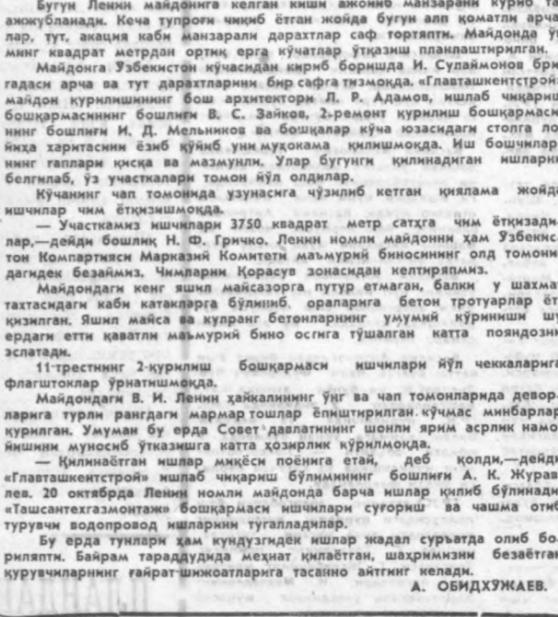 Бугун Ленин майдонига келган киши ажойиб манзарани кўриб та-
ажжубланади. Кеча тупроғи чиқиб ётган жойда бугун алп қоматли арча-
лар, тут, акация каби манзарали дарахтлар саф тортяпти. Майдонда ўн
минг квадрат метрдан ортиқ ерга кўчатлар ўтқазиш планлаштирилган.
Майдонга Ўзбекистон кўчасидан кириб боришда И. Сулаймонов бри-
гадаси арча ва тут дарахтларини бир сафга тизмоқда. «Главташкентстрой»
майдон қурилишининг бош архитектори Л. Р. Адамов, ишлаб чиқариш
бошқармасининг бошлиғи В. С. Зайков, 2-ремонт қурилиш бошқармаси-
нинг бошлиғи И. Д. Мельников ва бошқалар кўча юзасидаги столга ло-
йиҳа харитасини ёзиб қўйиб уни муҳокама қилишмоқда. Иш бошчилар-
нинг гаплари қисқа ва мазмунли. Улар бугунги қилинадиган ишларни
белгилаб, ўз участкалари томон йўл олдилар.
Кўчанинг чап томонида узунасига чўзилиб кетган қиялама жойда
ишчилар чим ётқизишмоқда.
— Участкамиз ишчилари 3750 квадрат метр сатҳга чим ётқизади-
лар,—дейди бошлиқ Н. Ф. Гричко. Ленин номли майдонни ҳам Ўзбекис-
тон Компартияси Марказий Комитети маъмурий биносининг олд томони-
дагидек безаймиз. Чимларни Қорасув зонасидан келтиряпмиз.
Майдондаги кенг яшил майсазорга путур етмаган, балки у шахмат
тахтасидаги каби катакларга бўлиниб, ораларига бетон тротуарлар ёт-
қизилган. Яшил майса ва кулранг бетонларнинг умумий кўриниши шу
ердаги етти қаватли маъмурий бино остига тўшалган катта пояндозни
эслатади.
11-трестнинг 2-қурилиш бошқармаси ишчилари йўл чеккаларига
флагштоклар ўрнатишмоқда.
Майдондаги В. И. Ленин ҳайкалининг ўнг ва чап томонларида девор-
ларига турли рангдаги мармар тошлар ёпиштирилган кўчмас минбарлар
қурилган. Умуман бу ерда Совет давлатининг шонли ярим асрлик намо-
йишини муносиб ўтказишга катта ҳозирлик кўрилмоқда.
— Қилинаётган ишлар миқёси поёнига етай, деб қолди,—дейди
«Главташкентстрой» ишлаб чиқариш бўлимининг бошлиғи А. К. Журав-
лев. 20 октябрда Ленин номли майдонда барча ишлар қилиб бўлинади.
«Ташсантехгазмонтаж» бошқармаси ишчилари суғориш ва чашма отиб
турувчи водопровод ишларини тугалладилар.
Бу ерда тунлари ҳам кундузгидек ишлар жадал суръатда олиб бо-
риляпти. Байрам тараддудида меҳнат қилаётган, шаҳримизни безаётган
қурувчиларнинг ғайрат-шижоатларига тасанно айтгинг келади.
А. ОБИДХЎЖАЕВ.